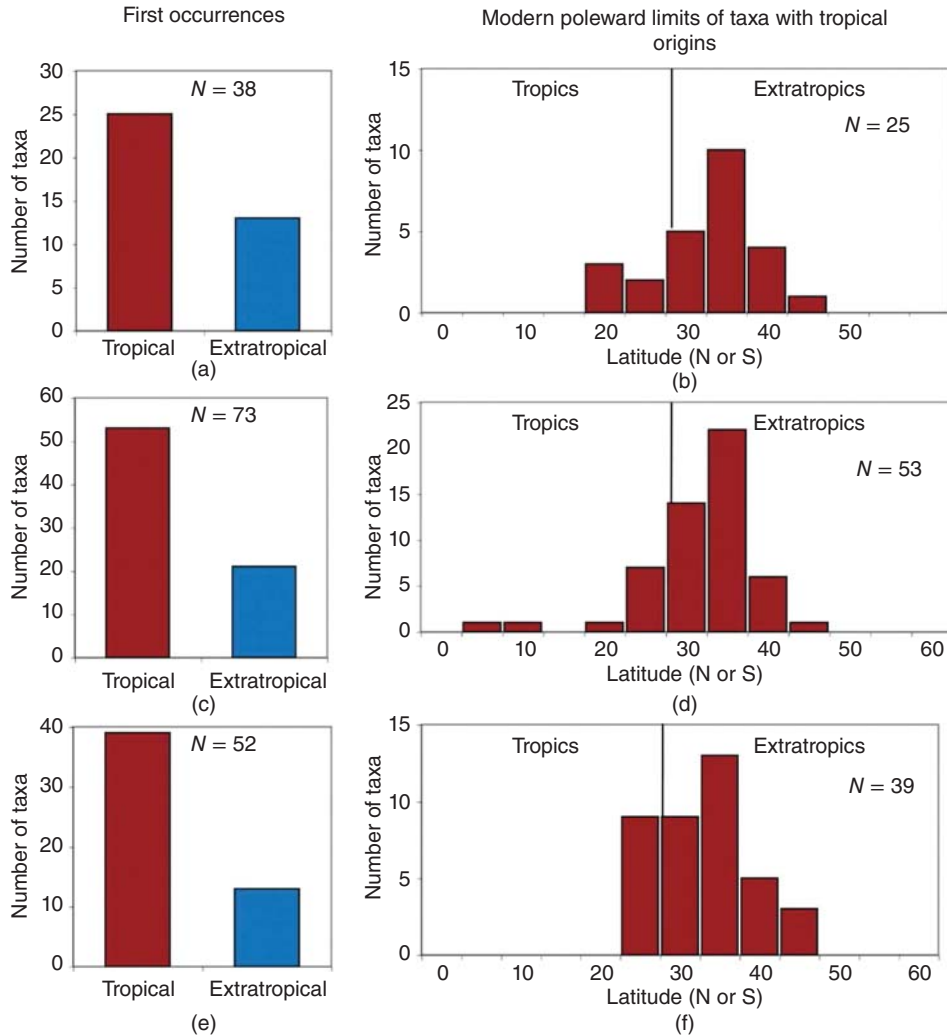 First occurrences
Modern poleward limits of taxa with tropical
origins
30
25
20
15
10
5
0
Number of taxa
N = 38
Tropical
Extratropical
(a)
15
10
5
0
Number of taxa
Tropics
Extratropics
N = 25
0
10
20
30
40
50
Latitude (N or S)
(b)
60
50
40
30
20
10
0
Number of taxa
N = 73
Tropical
Extratropical
(c)
25
20
15
10
5
0
Number of taxa
Tropics
Extratropics
N = 53
0
10
20
30
40
50
60
Latitude (N or S)
(d)
40
30
20
10
0
Number of taxa
N = 52
Tropical
Extratropical
(e)
15
10
5
0
Number of taxa
Tropics
Extratropics
N = 39
0
10
20
30
40
50
60
Latitude (N or S)
(f)